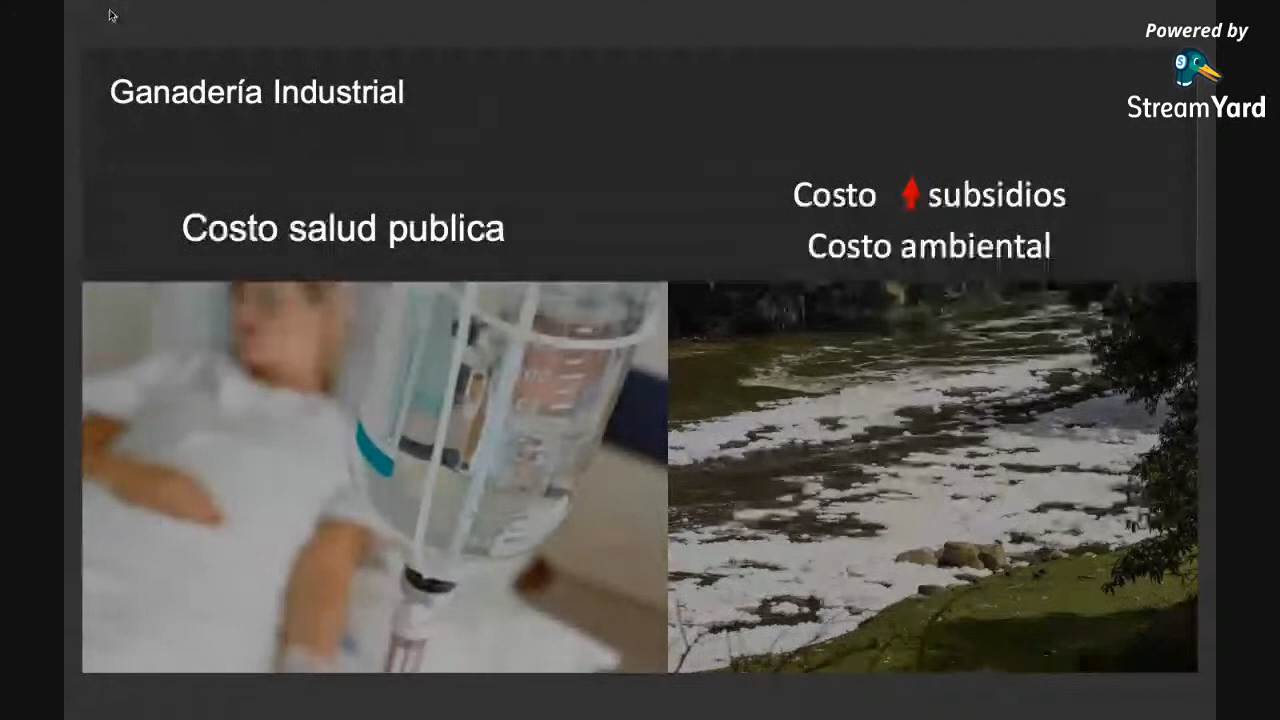 Powered by
StreamYard
Ganadería Industrial
Costo salud publica
Costo subsidios
Costo ambiental